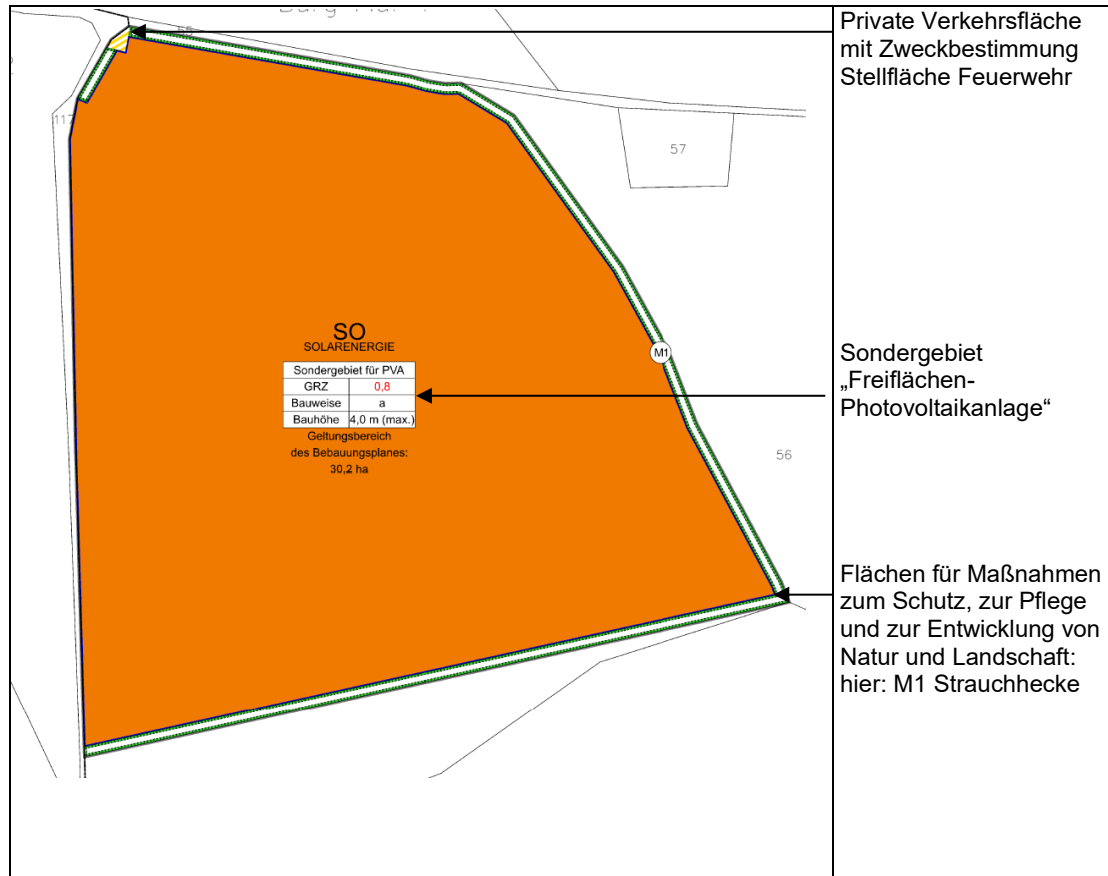 55
Private Verkehrsfläche
mit Zweckbestimmung
Stellfläche Feuerwehr
57
SO
SOLARENERGIE
Sondergebiet für PVA
GRZ 0,8
Bauweise a
Bauhöhe 4,0 m (max.)
Geltungsbereich
des Bebauungsplanes:
30,2 ha
M1
Sondergebiet
„Freiflächen-
Photovoltaikanlage“
56
Flächen für Maßnahmen
zum Schutz, zur Pflege
und zur Entwicklung von
Natur und Landschaft:
hier: M1 Strauchhecke